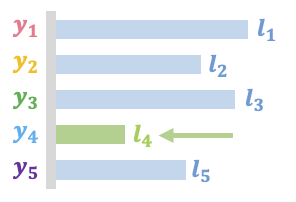 y₁ l₁
y₂ l₂
y₃ l₃
y₄ l₄
y₅ l₅